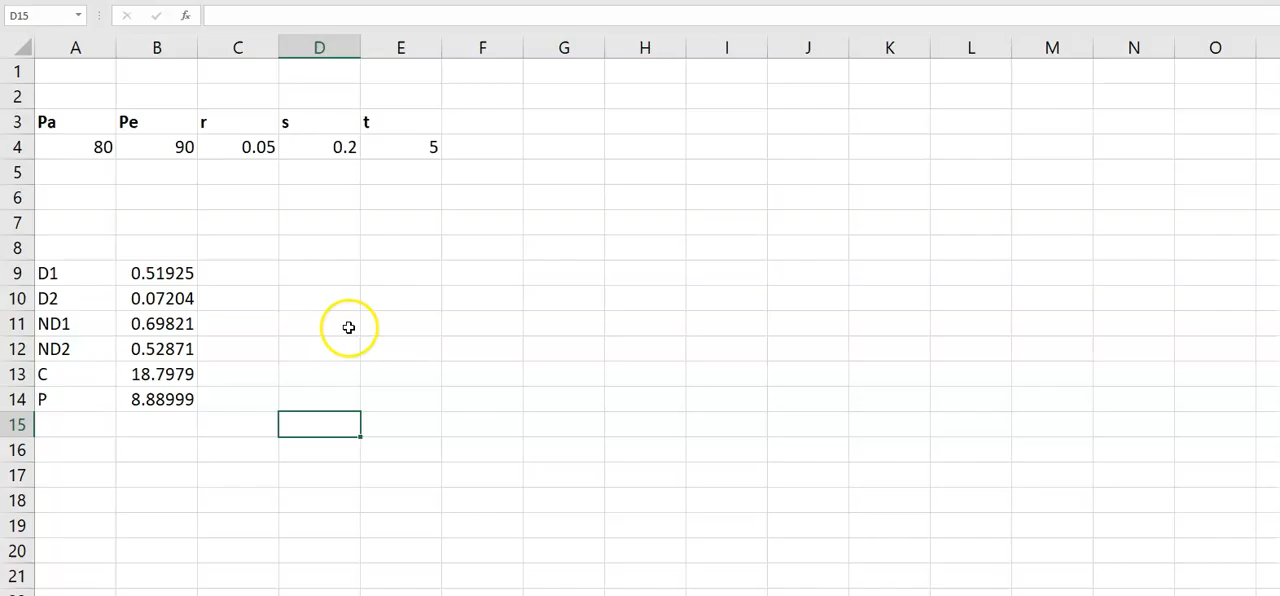 D15 fx
A B C D E F G H I J K L M N O
1
2
3 Pa Pe r s t
4 80 90 0.05 0.2 5
5
6
7
8
9 D1 0.51925
10 D2 0.07204
11 ND1 0.69821
12 ND2 0.52871
13 C 18.7979
14 P 8.88999
15
16
17
18
19
20
21